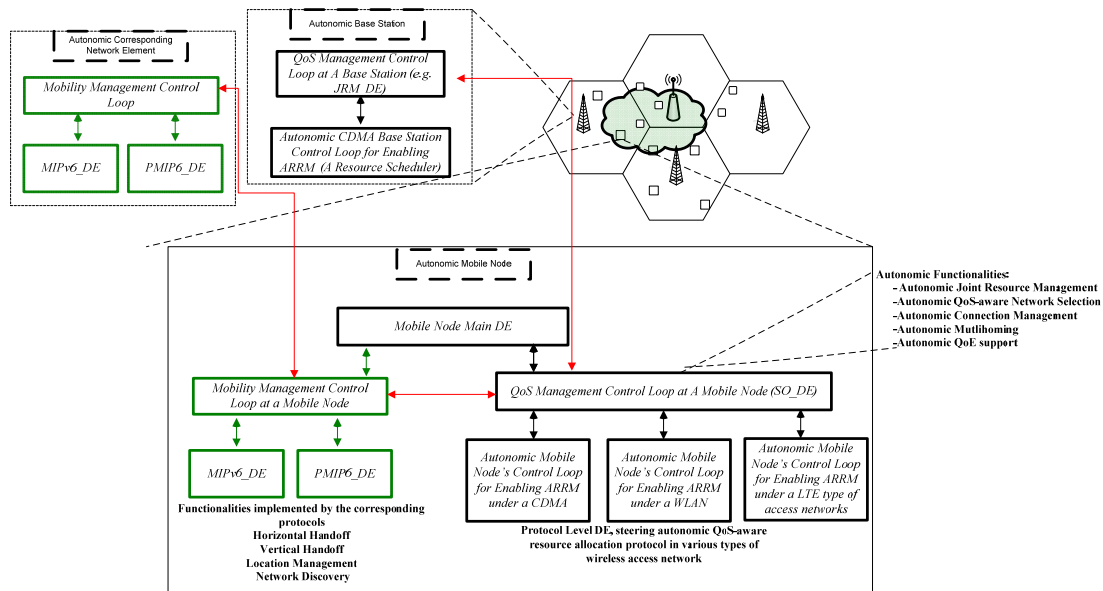 Autonomic Corresponding
Network Element
Mobility Management Control
Loop
MIPv6_DE
PMIP6_DE
Autonomic Base Station
QoS Management Control
Loop at A Base Station (e.g.
JRM_DE)
Autonomic CDMA Base Station
Control Loop for Enabling
ARRM (A Resource Scheduler)
Autonomic Mobile Node
Mobile Node Main DE
Mobility Management Control
Loop at a Mobile Node
QoS Management Control Loop at A Mobile Node (SO_DE)
MIPv6_DE
PMIP6_DE
Autonomic Mobile
Node's Control Loop
for Enabling ARRM
under a CDMA
Autonomic Mobile
Node's Control Loop
for Enabling ARRM
under a WLAN
Autonomic Mobile
Node's Control Loop
for Enabling ARRM
under a LTE type of
access networks
Functionalities implemented by the corresponding
protocols
Horizontal Handoff
Vertical Handoff
Location Management
Network Discovery
Protocol Level DE, steering autonomic QoS-aware
resource allocation protocol in various types of
wireless access network
Autonomic Functionalities:
-Autonomic Joint Resource Management
-Autonomic QoS-aware Network Selection
-Autonomic Connection Management
-Autonomic Mutlihoming
-Autonomic QoE support